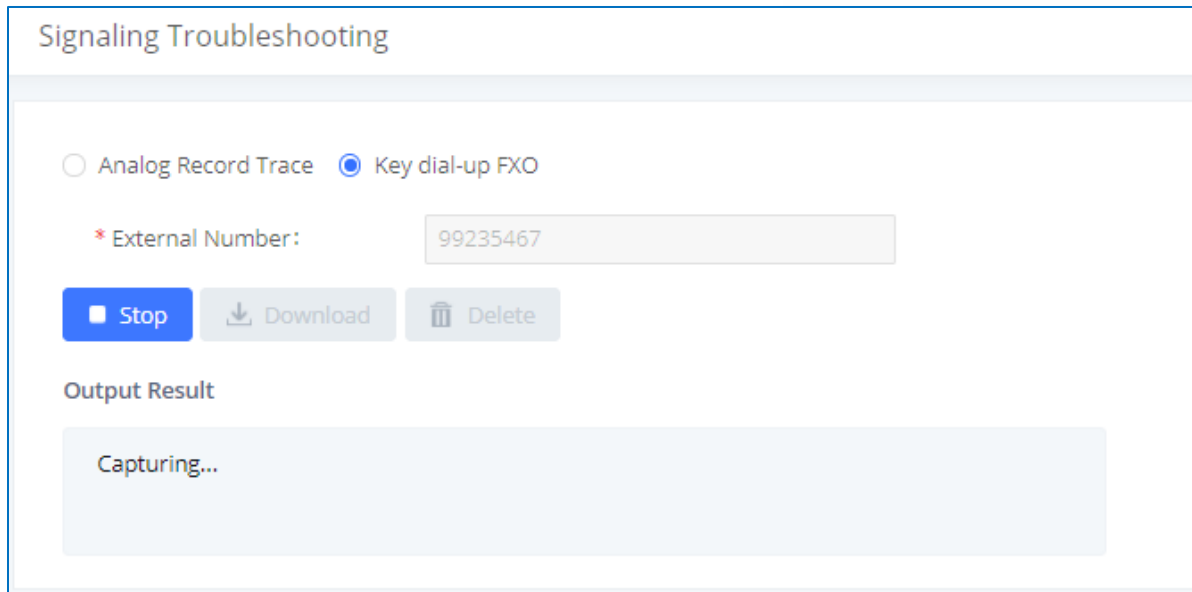 Signaling Troubleshooting
Analog Record Trace Key dial-up FXO
* External Number: 99235467
Stop Download Delete
Output Result
Capturing...